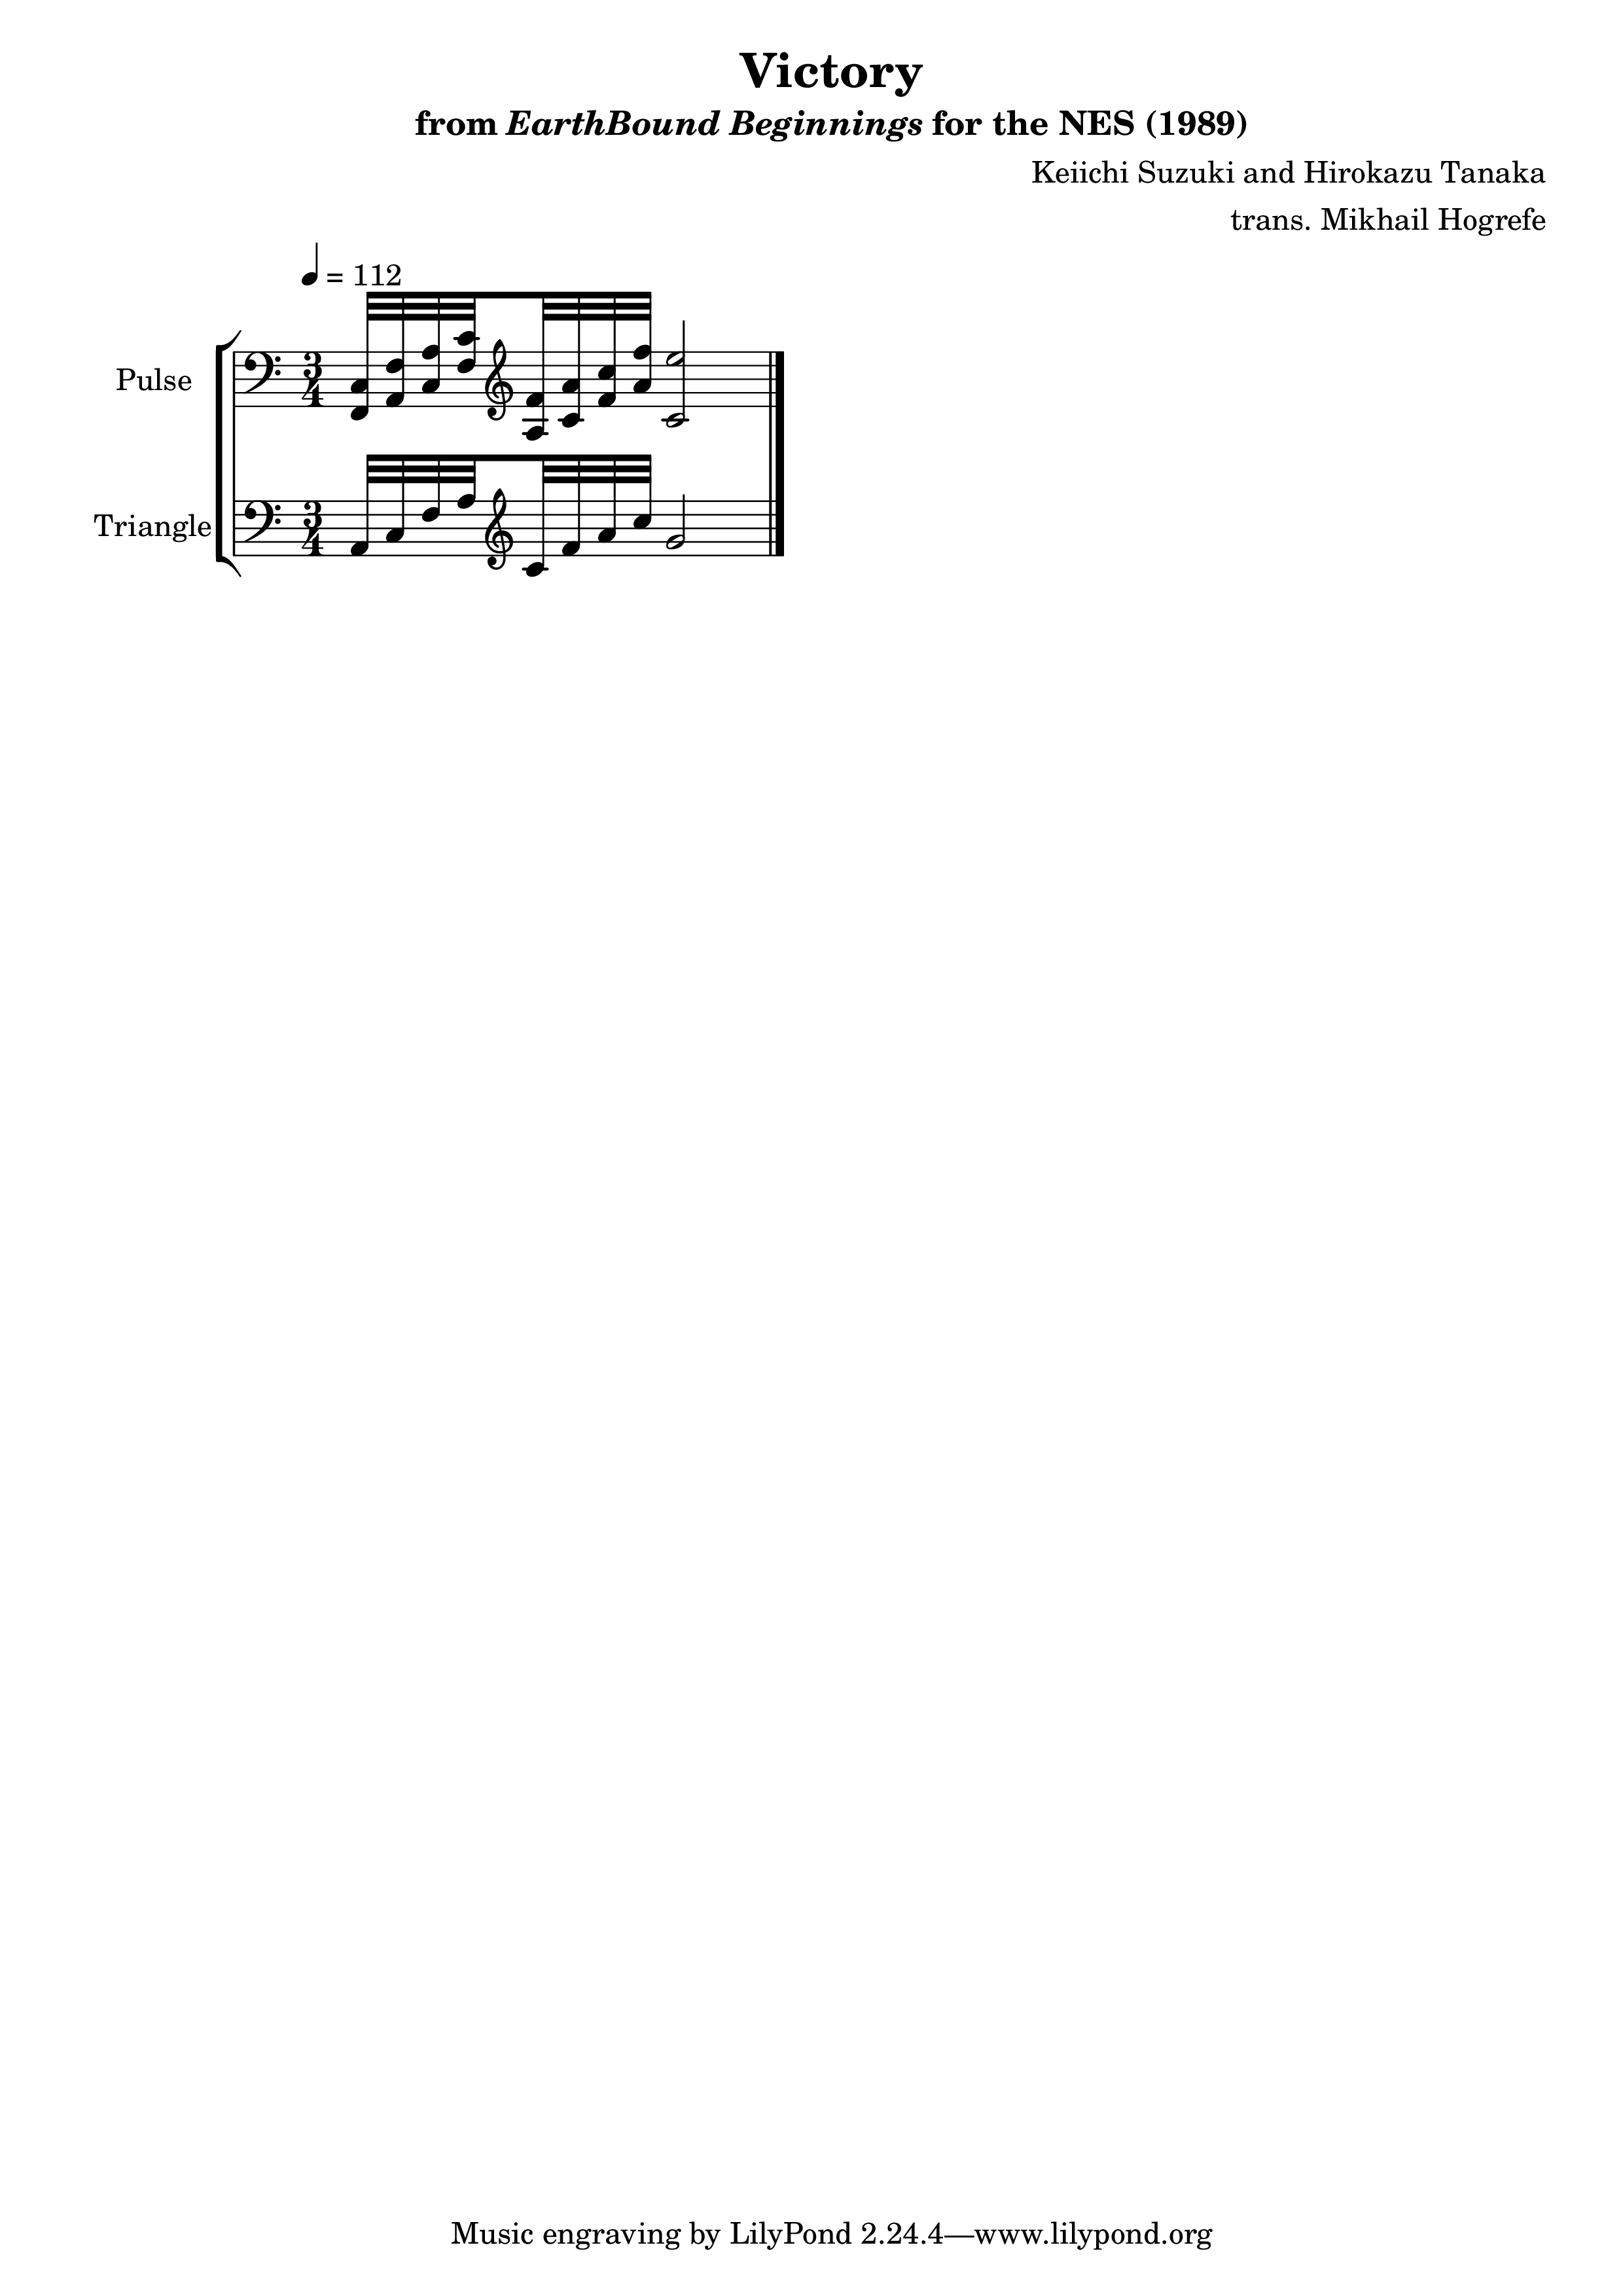 Victory
from EarthBound Beginnings for the NES (1989)
Keiichi Suzuki and Hirokazu Tanaka
trans. Mikhail Hogrefe
= 112
Pulse
3
4
Triangle
3
4
Music engraving by LilyPond 2.24.4—www.lilypond.org